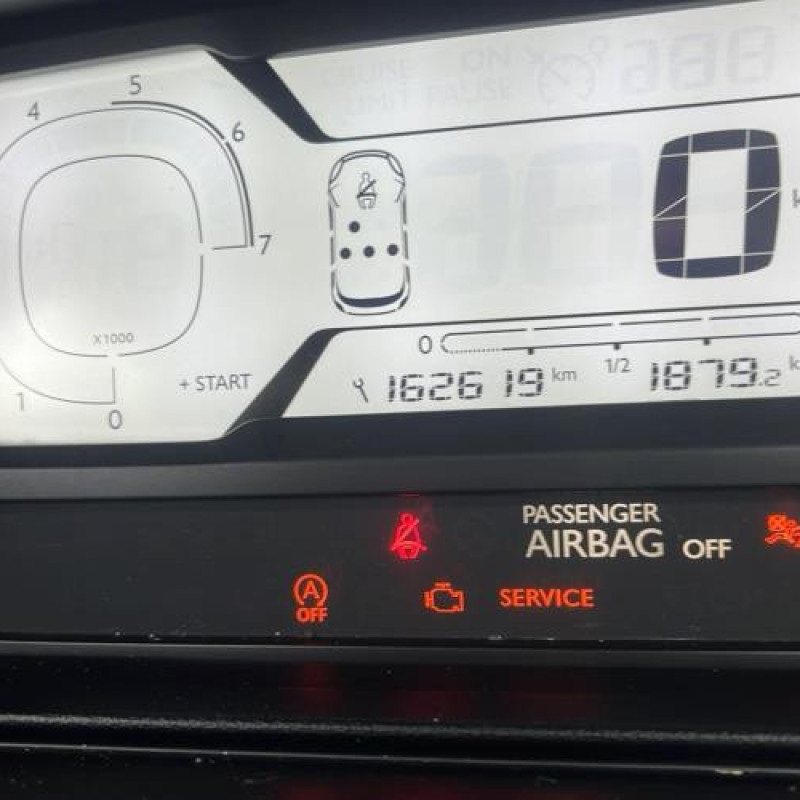 CRUISE ON
LIMIT PAUSE
4
5
6
7
X1000
+ START
1
0
0
0
1/2
162619 km
1879.2 k
PASSENGER
AIRBAG OFF
A
OFF
SERVICE